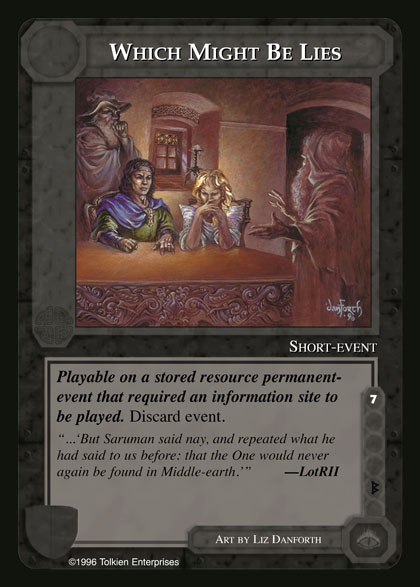 Which Might Be Lies
danforth
Short-event
Playable on a stored resource permanent-
event that required an information site to
be played. Discard event.
7
“...‘But Saruman said nay, and repeated what he
had said to us before: that the One would never
again be found in Middle-earth.’” —LotRII
Art by Liz Danforth
©1996 Tolkien Enterprises